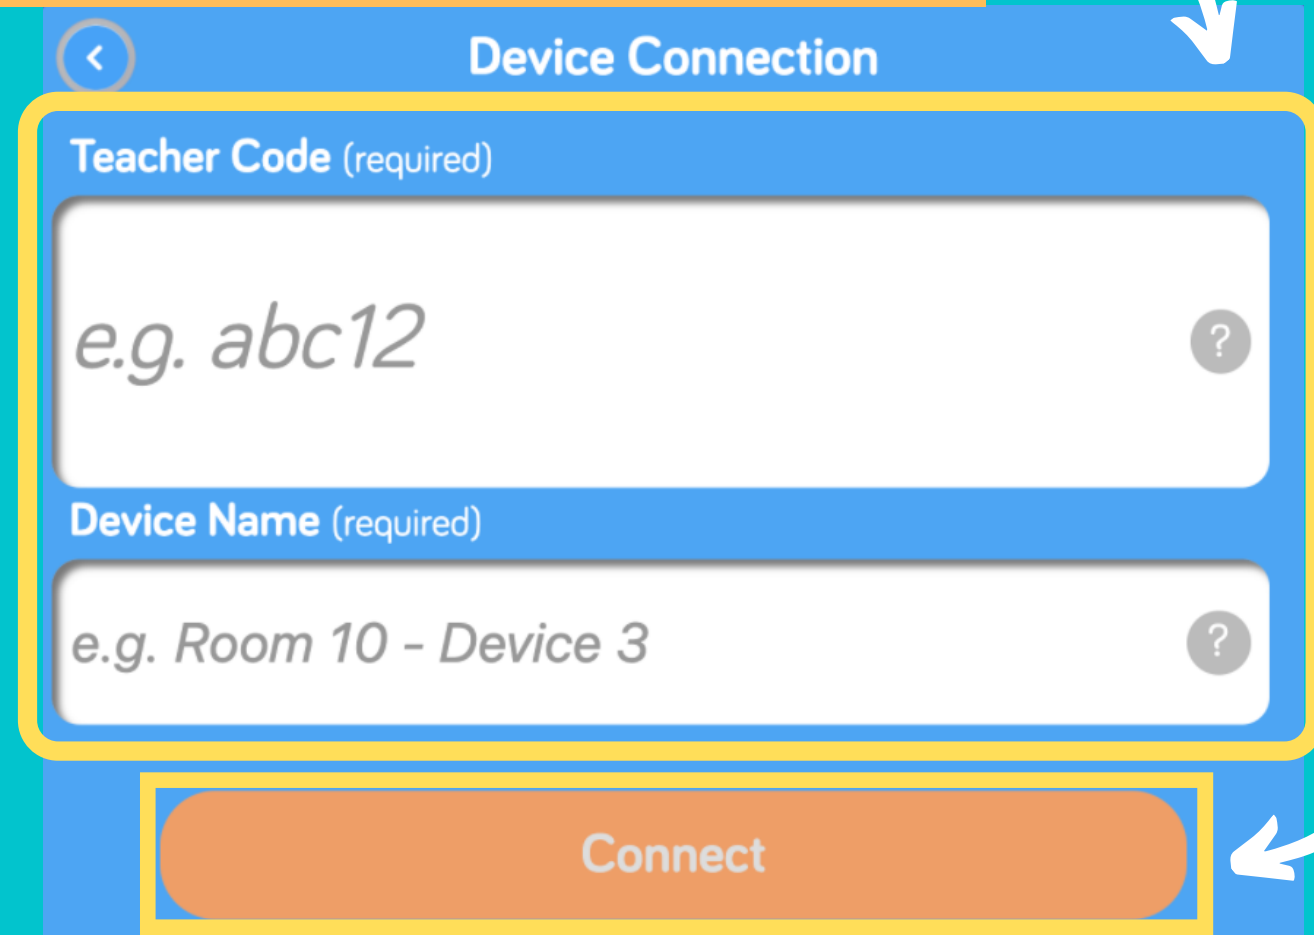 Device Connection
Teacher Code (required)
e.g. abc12
?
Device Name (required)
e.g. Room 10 - Device 3
?
Connect